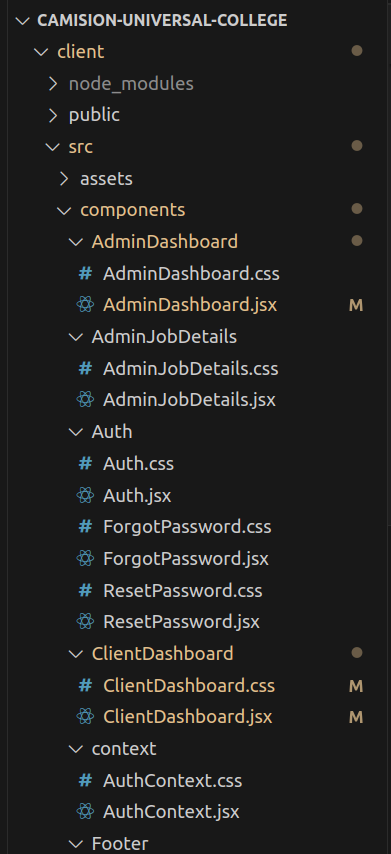 CAMISION-UNIVERSAL-COLLEGE
client
node_modules
public
src
assets
components
AdminDashboard
# AdminDashboard.css
AdminDashboard.jsx M
AdminJobDetails
# AdminJobDetails.css
AdminJobDetails.jsx
Auth
# Auth.css
Auth.jsx
# ForgotPassword.css
ForgotPassword.jsx
# ResetPassword.css
ResetPassword.jsx
ClientDashboard
# ClientDashboard.css M
ClientDashboard.jsx M
context
# AuthContext.css
AuthContext.jsx
Footer